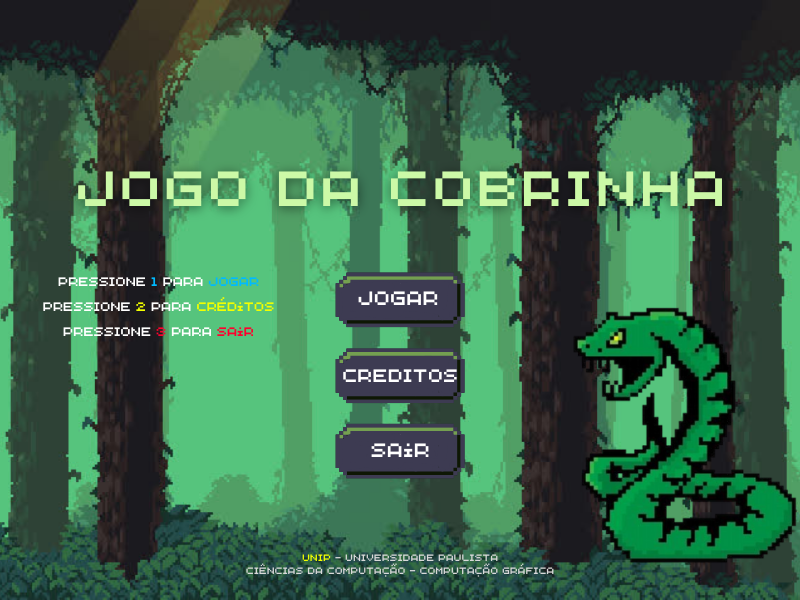 JOGO DA COBRINHA
PRESSIONE 1 PARA JOGAR
PRESSIONE 2 PARA CRÉDITOS
PRESSIONE 3 PARA SAIR
JOGAR
CREDITOS
SAIR
UNIP - UNIVERSIDADE PAULISTA
CIÊNCIAS DA COMPUTAÇÃO - COMPUTAÇÃO GRÁFICA